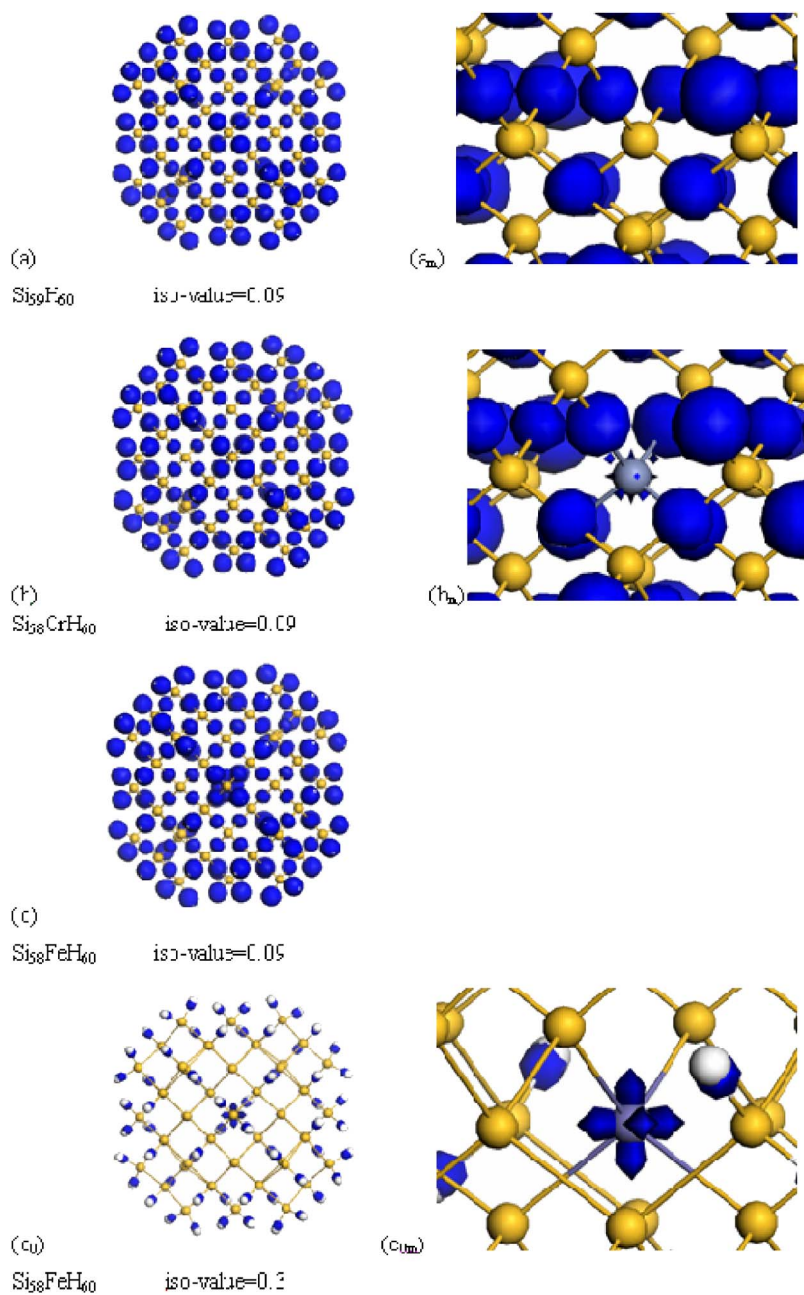 (a) (aₘ)
Si₅₉H₆₀ iso-value=0.09
(b) (bₘ)
Si₅₈CrH₆₀ iso-value=0.09
(c)
Si₅₈FeH₆₀ iso-value=0.09
(c₀) (c₀ₘ)
Si₅₈FeH₆₀ iso-value=0.3